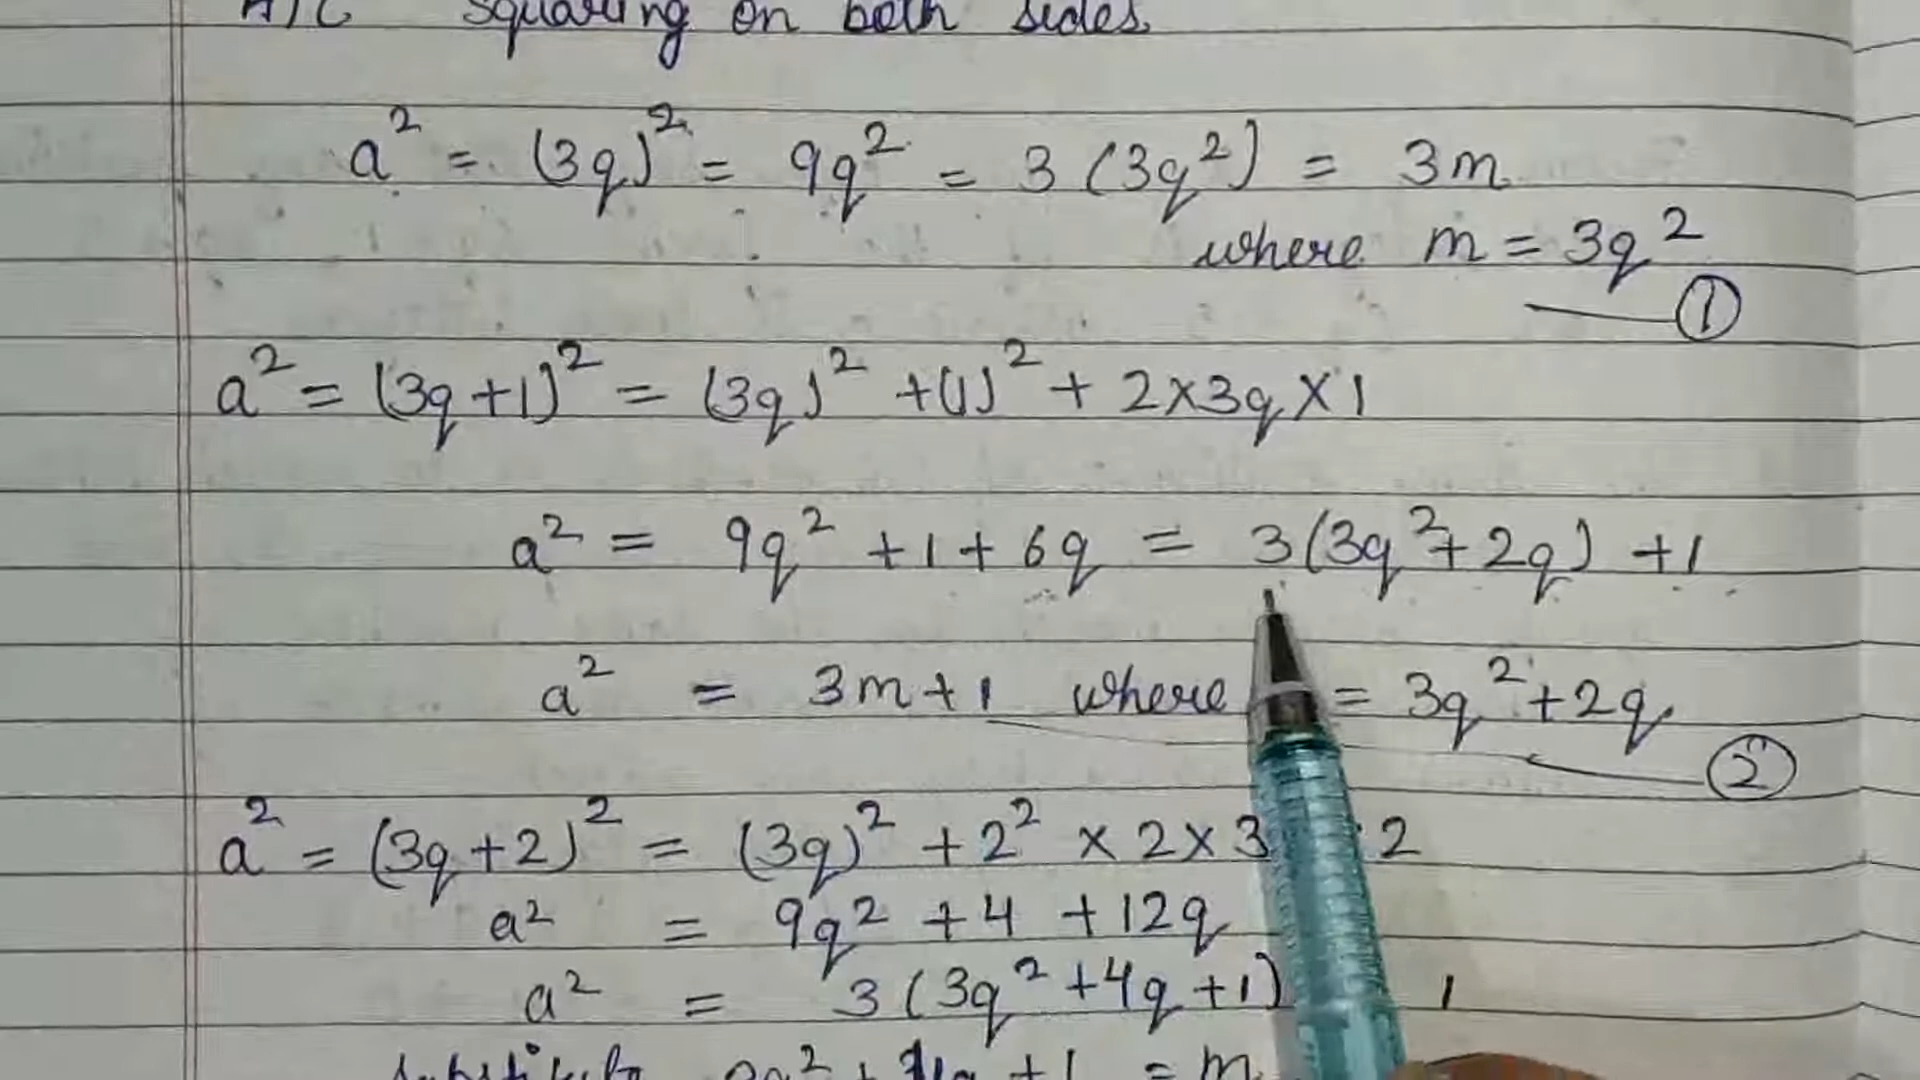 squaring on both sides
a² = (3q)² = 9q² = 3 (3q²) = 3m
where m = 3q²
①
a² = (3q+1)² = (3q)² + (1)² + 2×3q×1
a² = 9q² + 1 + 6q = 3(3q² + 2q) + 1
a² = 3m + 1 where = 3q² + 2q
②
a² = (3q+2)² = (3q)² + 2² × 2 × 3 2
a² = 9q² + 4 + 12q
a² = 3(3q² + 4q + 1) 1
+ 1 = m